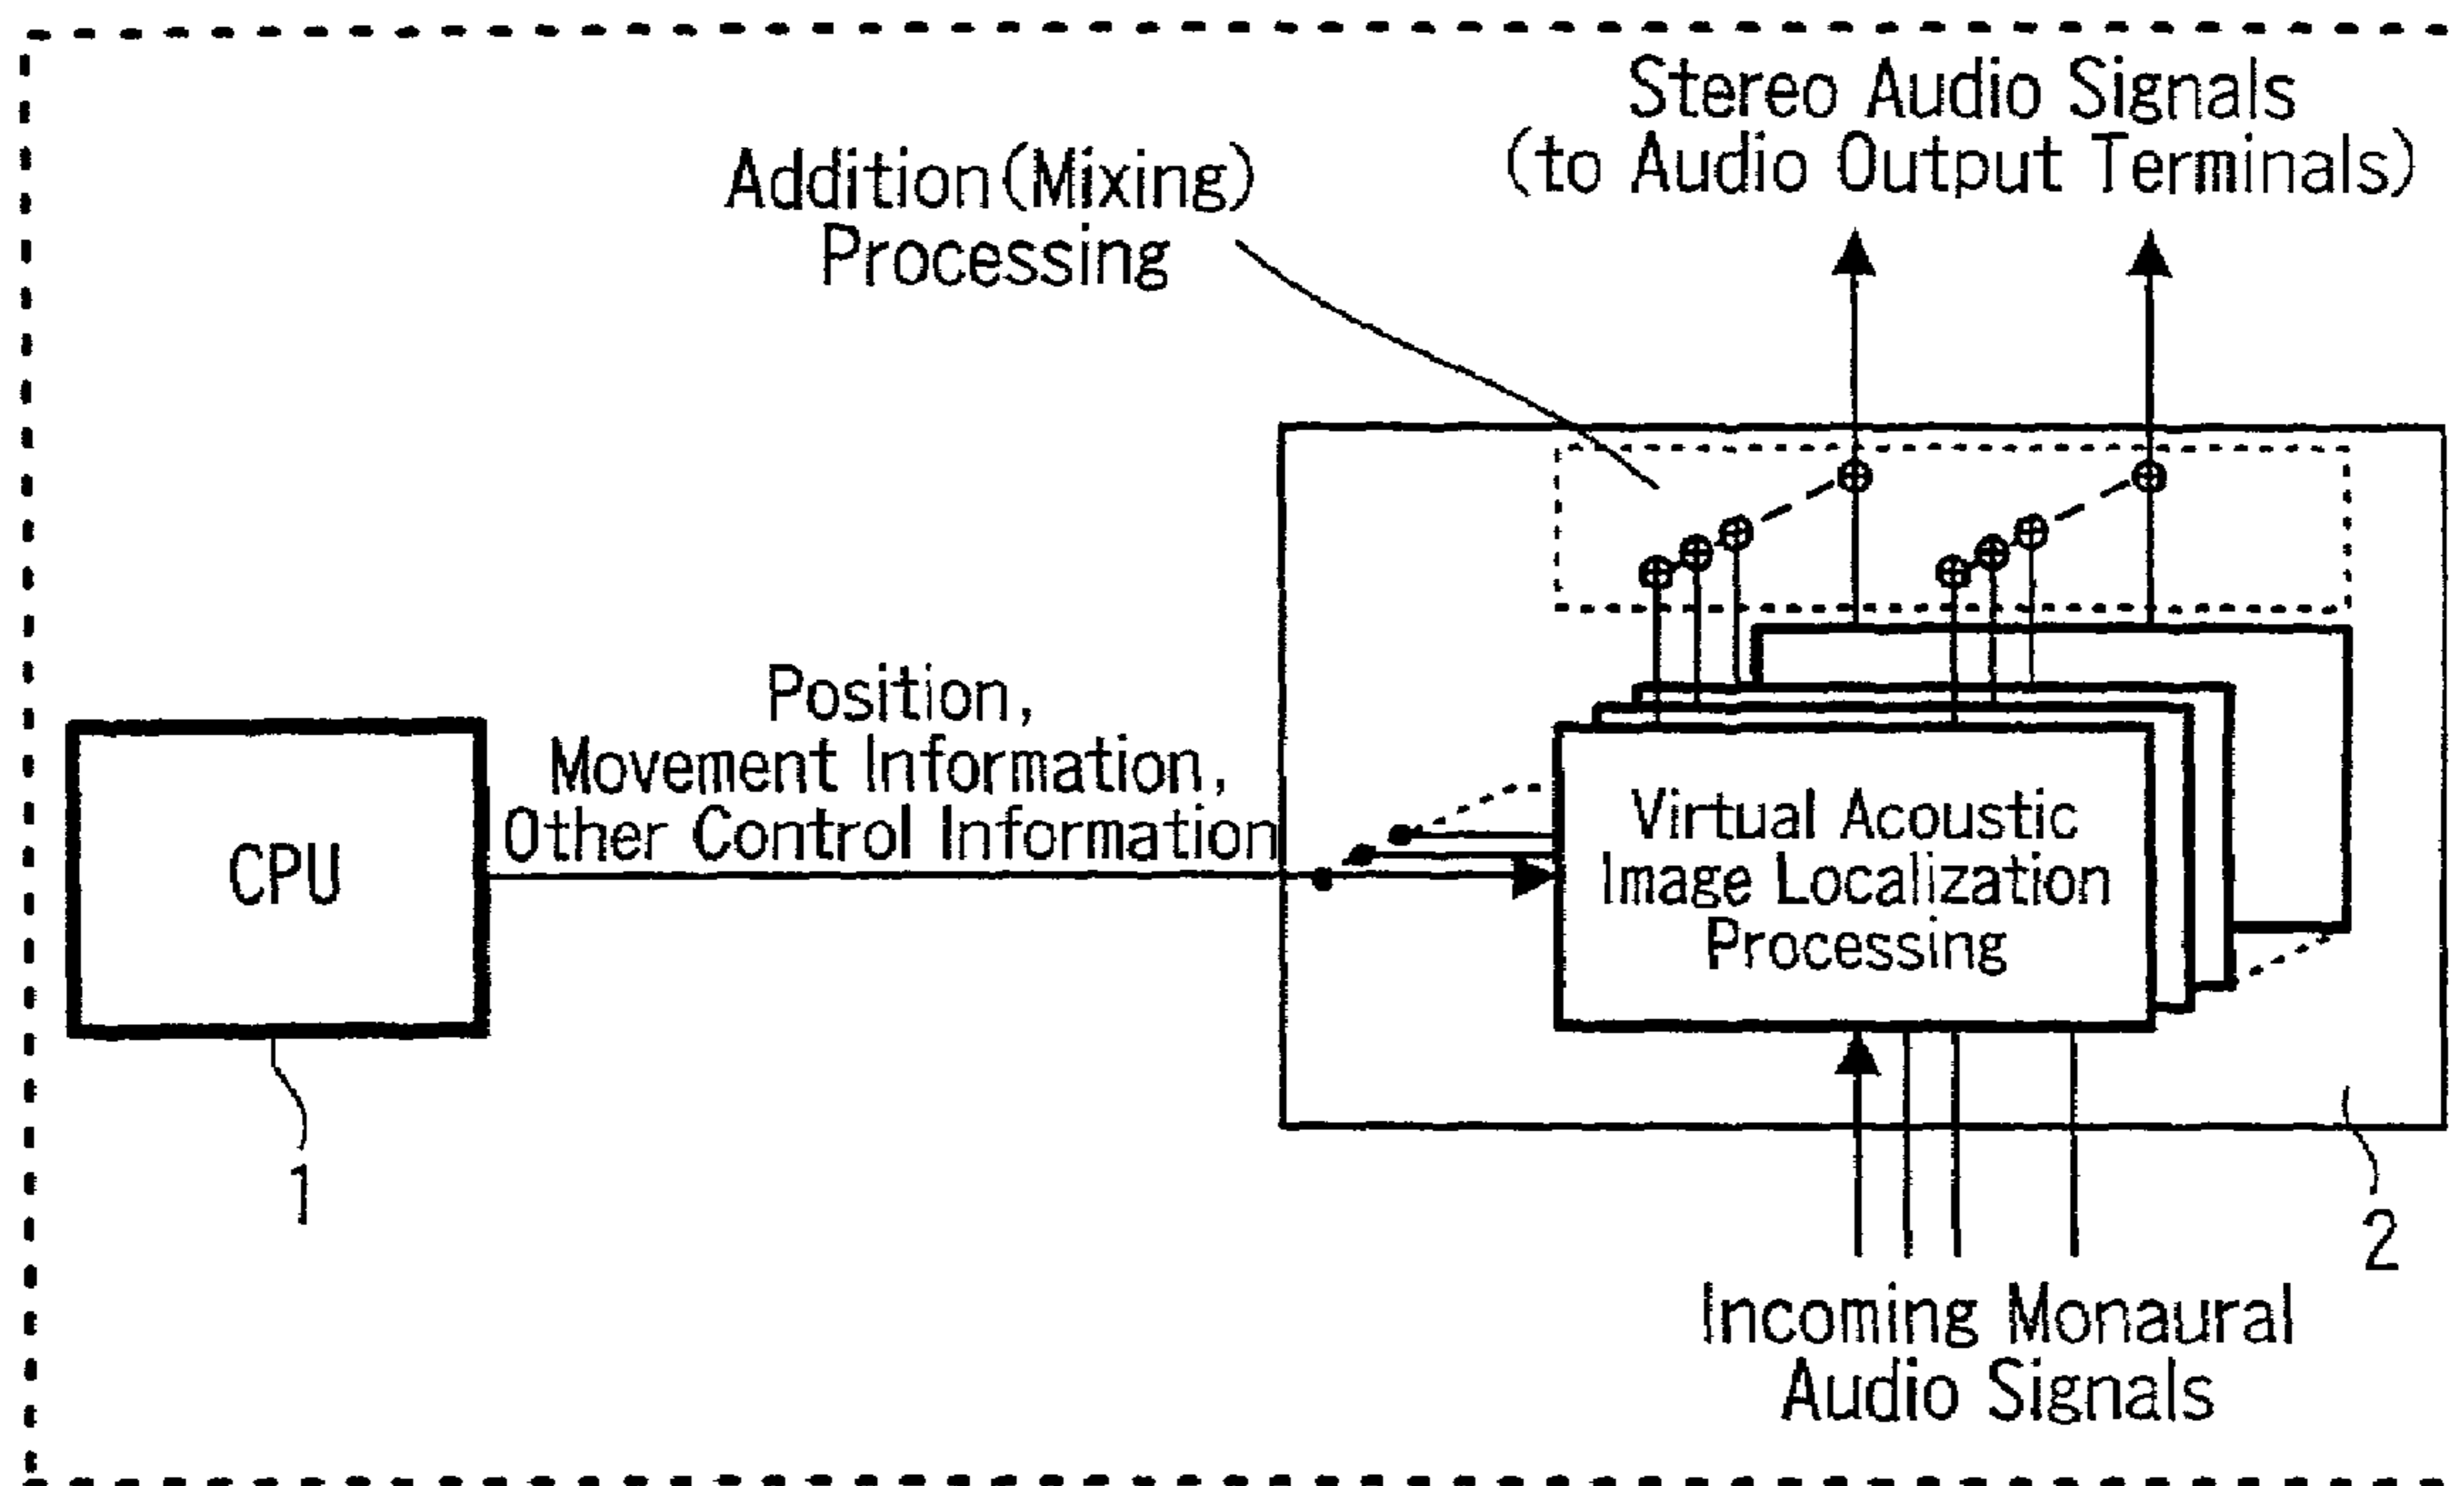 Stereo Audio Signals
(to Audio Output Terminals)
Addition(Mixing)
Processing
Position,
Movement Information,
Other Control Information
CPU
Virtual Acoustic
Image Localization
Processing
1
2
Incoming Monaural
Audio Signals